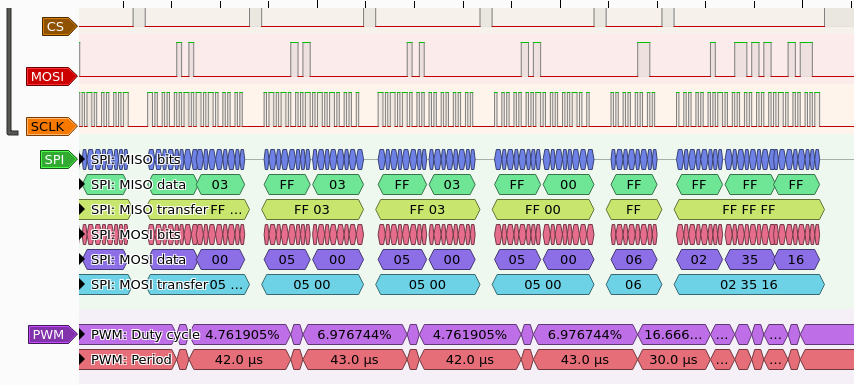 CS
MOSI
SCLK
SPI SPI: MISO bits
SPI: MISO data 03 FF 03 FF 03 FF 00 FF FF FF FF
SPI: MISO transfer FF ... FF 03 FF 03 FF 00 FF FF FF FF
SPI: MOSI bits
SPI: MOSI data 00 05 00 05 00 05 00 06 02 35 16
SPI: MOSI transfer 05 ... 05 00 05 00 05 00 06 02 35 16
PWM PWM: Duty cycle 4.761905% 6.976744% 4.761905% 6.976744% 16.666... ... ...
PWM: Period 42.0 µs 43.0 µs 42.0 µs 43.0 µs 30.0 µs ... ...